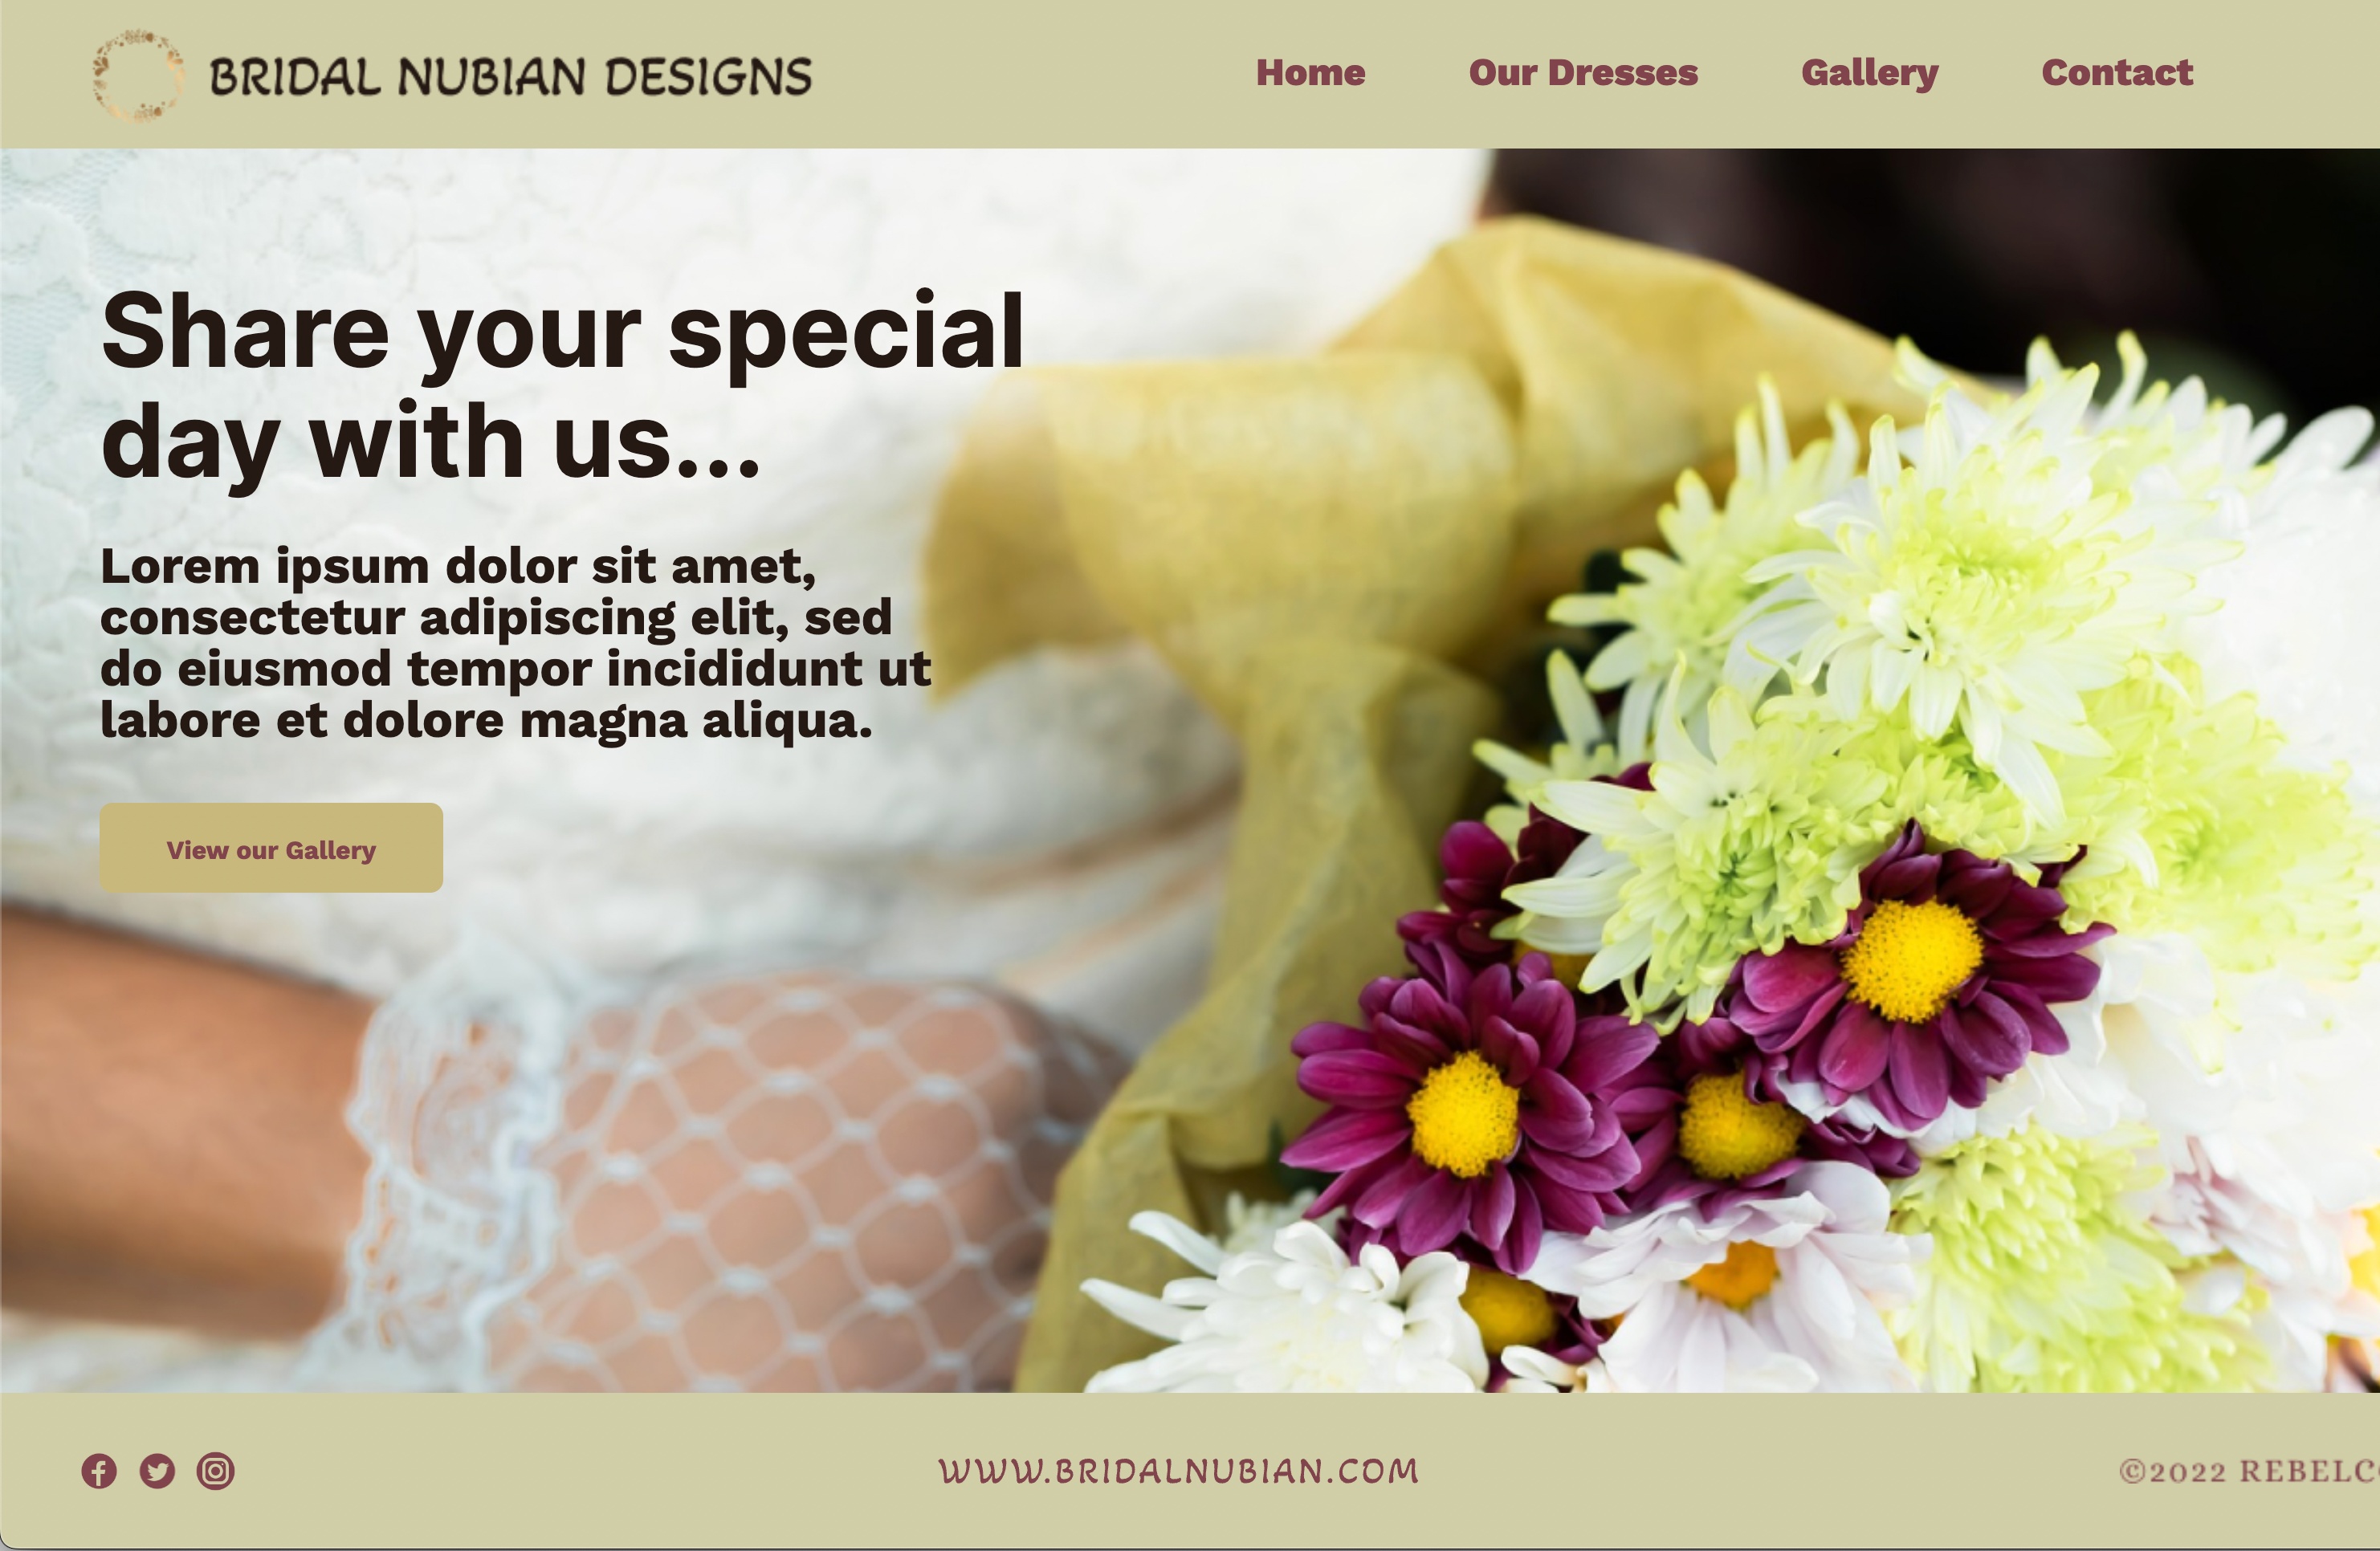 BRIDAL NUBIAN DESIGNS
Home Our Dresses Gallery Contact
Share your special
day with us...
Lorem ipsum dolor sit amet,
consectetur adipiscing elit, sed
do eiusmod tempor incididunt ut
labore et dolore magna aliqua.
View our Gallery
WWW.BRIDALNUBIAN.COM
©2022